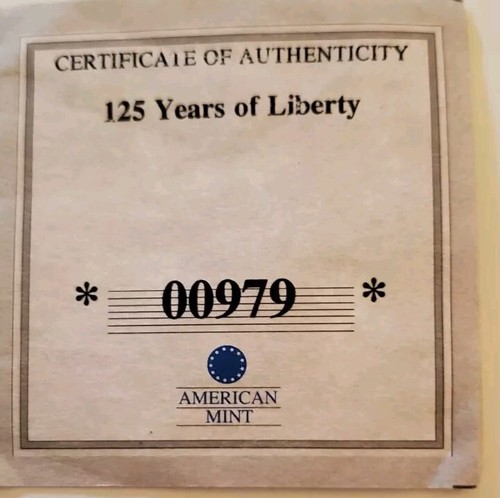 CERTIFICATE OF AUTHENTICITY
125 Years of Liberty
* 00979 *
AMERICAN
MINT